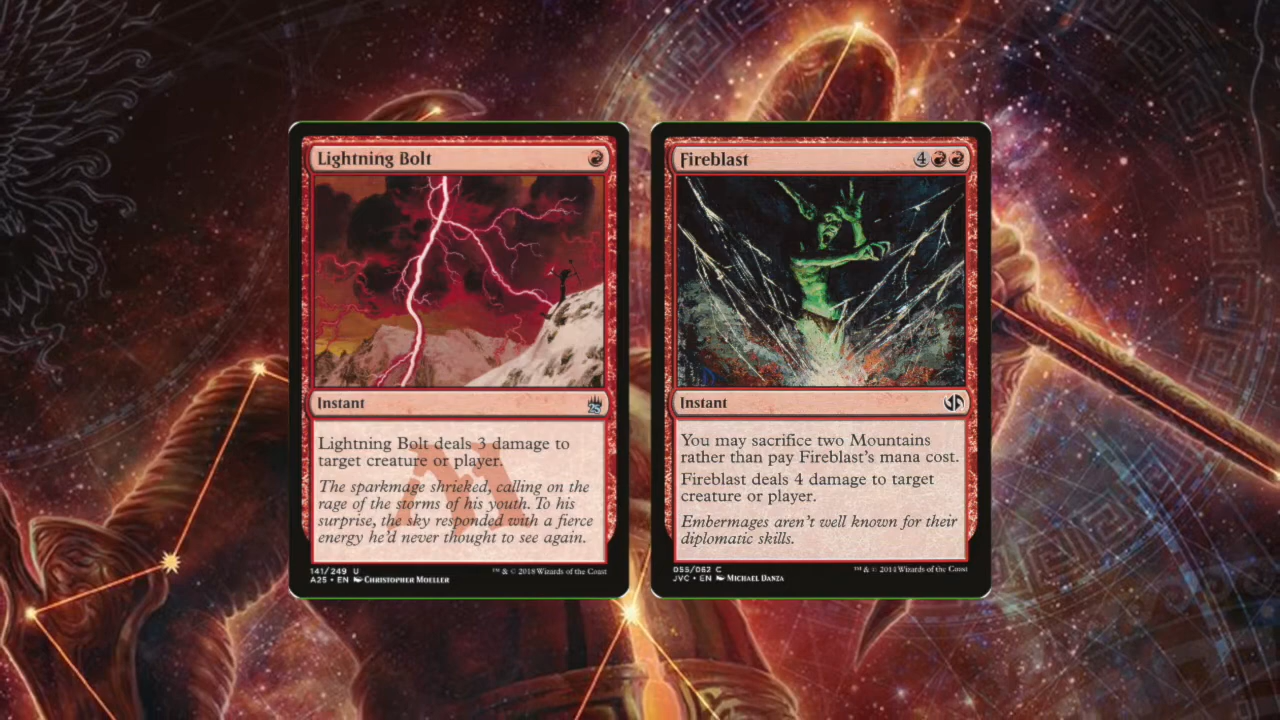 Lightning Bolt
Instant
Lightning Bolt deals 3 damage to
target creature or player.
The sparkmage shrieked, calling on the
rage of the storms of his youth. To his
surprise, the sky responded with a fierce
energy he'd never thought to see again.
141/249 U
A25 • EN Christopher Moeller
™ & © 2018 Wizards of the Coast
Fireblast 4
Instant
You may sacrifice two Mountains
rather than pay Fireblast's mana cost.
Fireblast deals 4 damage to target
creature or player.
Embermages aren't well known for their
diplomatic skills.
055/062 C
JVC • EN Michael Danza
™ & © 2014 Wizards of the Coast